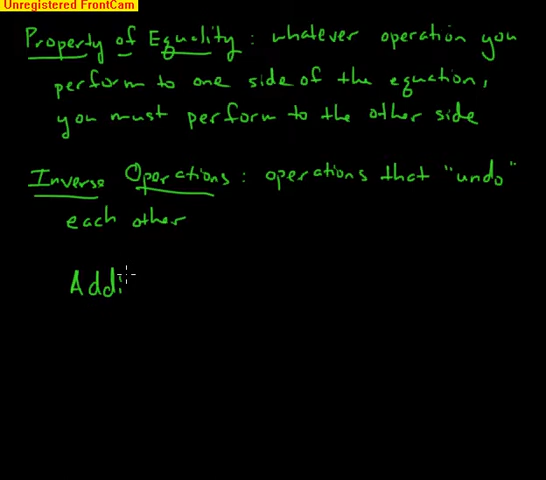 Unregistered FrontCam
Property of Equality : whatever operation you
perform to one side of the equation,
you must perform to the other side
Inverse Operations : operations that "undo"
each other
Addi